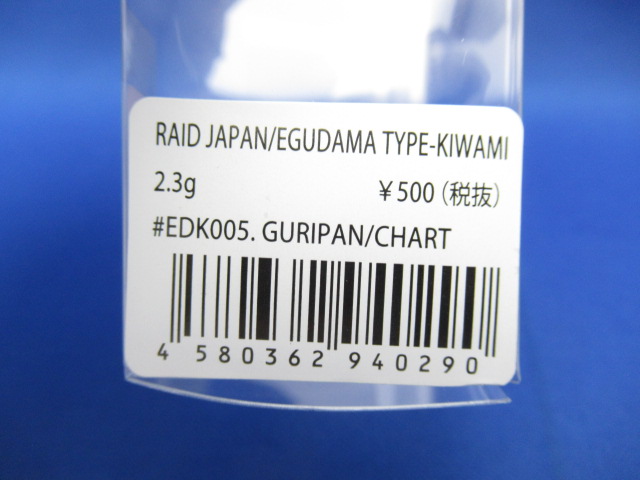 RAID JAPAN/EGUDAMA TYPE-KIWAMI
2.3g ￥500（税抜）
#EDK005. GURIPAN/CHART
4 580362 940290